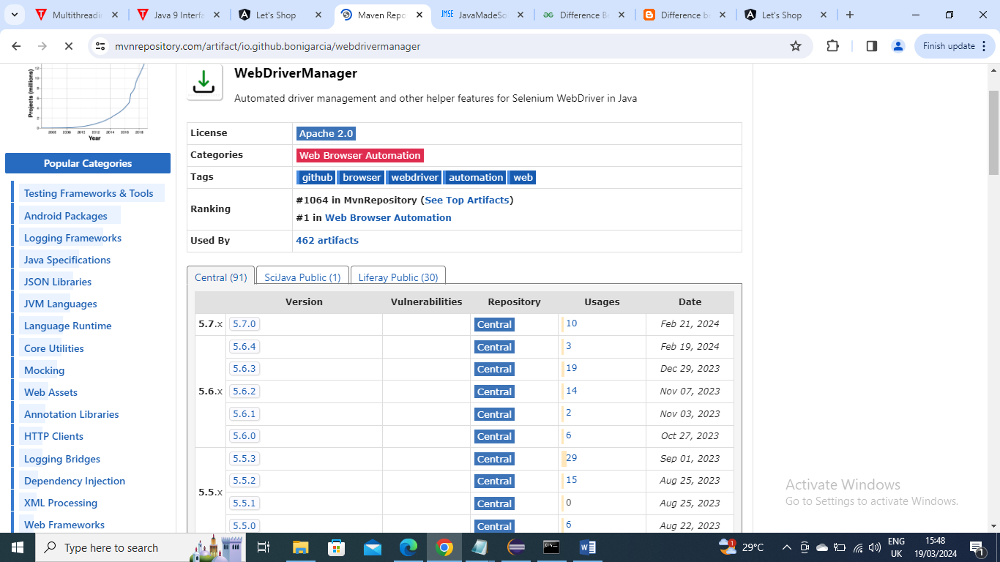 Multithreadin
Java 9 Interfa
Let's Shop
Maven Repo
JavaMadeSo
Difference Be
Difference be
Let's Shop
mvnrepository.com/artifact/io.github.bonigarcia/webdrivermanager
Finish update
Projects (millions)
Year
WebDriverManager
Automated driver management and other helper features for Selenium WebDriver in Java
License Apache 2.0
Categories Web Browser Automation
Tags github browser webdriver automation web
Ranking #1064 in MvnRepository (See Top Artifacts)
#1 in Web Browser Automation
Used By 462 artifacts
Popular Categories
Testing Frameworks & Tools
Android Packages
Logging Frameworks
Java Specifications
JSON Libraries
JVM Languages
Language Runtime
Core Utilities
Mocking
Web Assets
Annotation Libraries
HTTP Clients
Logging Bridges
Dependency Injection
XML Processing
Web Frameworks
Central (91) SciJava Public (1) Liferay Public (30)
Version Vulnerabilities Repository Usages Date
5.7.x 5.7.0 Central 10 Feb 21, 2024
5.6.x 5.6.4 Central 3 Feb 19, 2024
5.6.3 Central 19 Dec 29, 2023
5.6.2 Central 14 Nov 07, 2023
5.6.1 Central 2 Nov 03, 2023
5.6.0 Central 6 Oct 27, 2023
5.5.x 5.5.3 Central 29 Sep 01, 2023
5.5.2 Central 15 Aug 25, 2023
5.5.1 Central 0 Aug 25, 2023
5.5.0 Central 6 Aug 22, 2023
Activate Windows
Go to Settings to activate Windows.
Type here to search
1
29°C
ENG
UK
15:48
19/03/2024
1